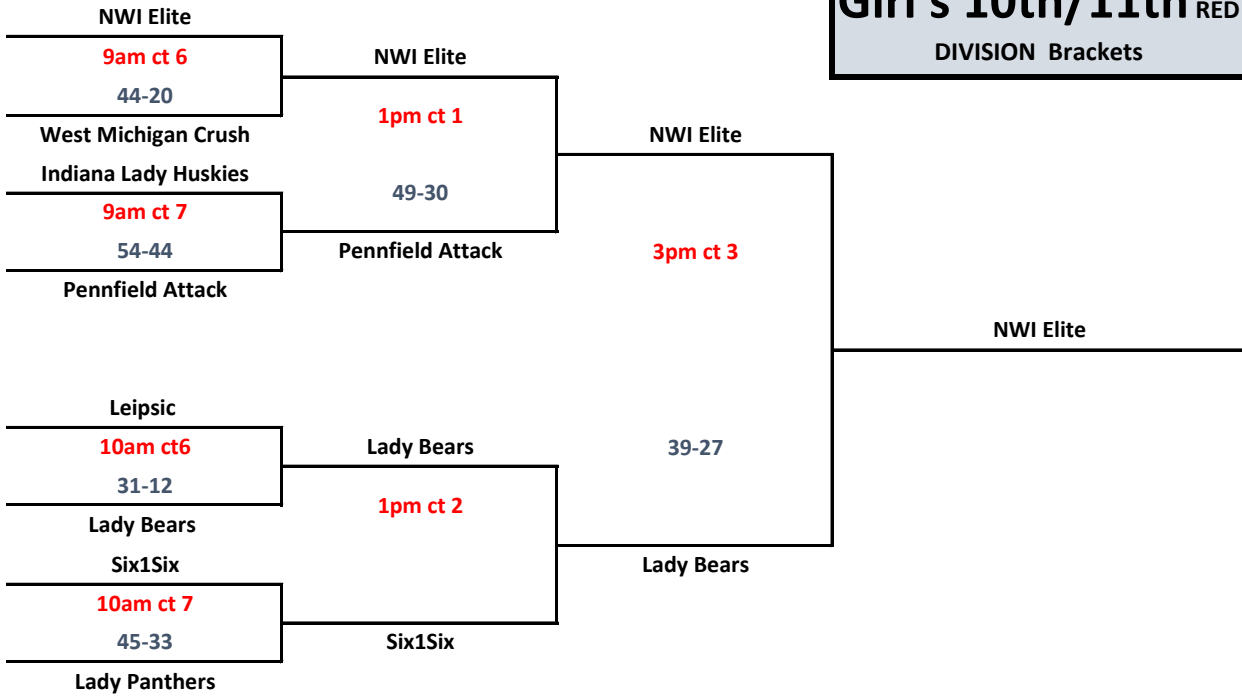 Girl's 10th/11th RED
DIVISION Brackets
NWI Elite
9am ct 6
44-20
West Michigan Crush
Indiana Lady Huskies
9am ct 7
54-44
Pennfield Attack
Leipsic
10am ct6
31-12
Lady Bears
Six1Six
10am ct 7
45-33
Lady Panthers
NWI Elite
1pm ct 1
49-30
Pennfield Attack
Lady Bears
1pm ct 2
Six1Six
NWI Elite
3pm ct 3
39-27
Lady Bears
NWI Elite